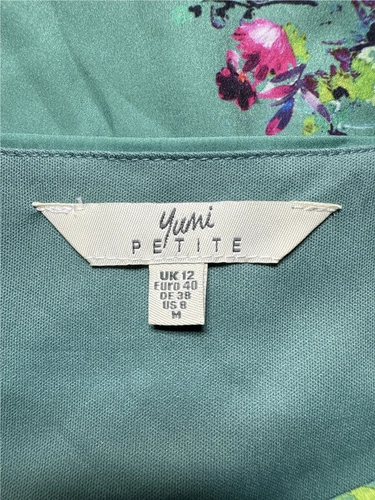 yumi
PETITE
UK 12
Euro 40
DE 38
US 8
M